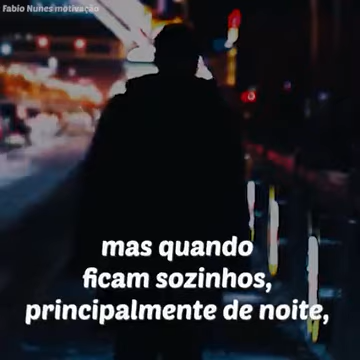 Fabio Nunes motivação
mas quando
ficam sozinhos,
principalmente de noite,